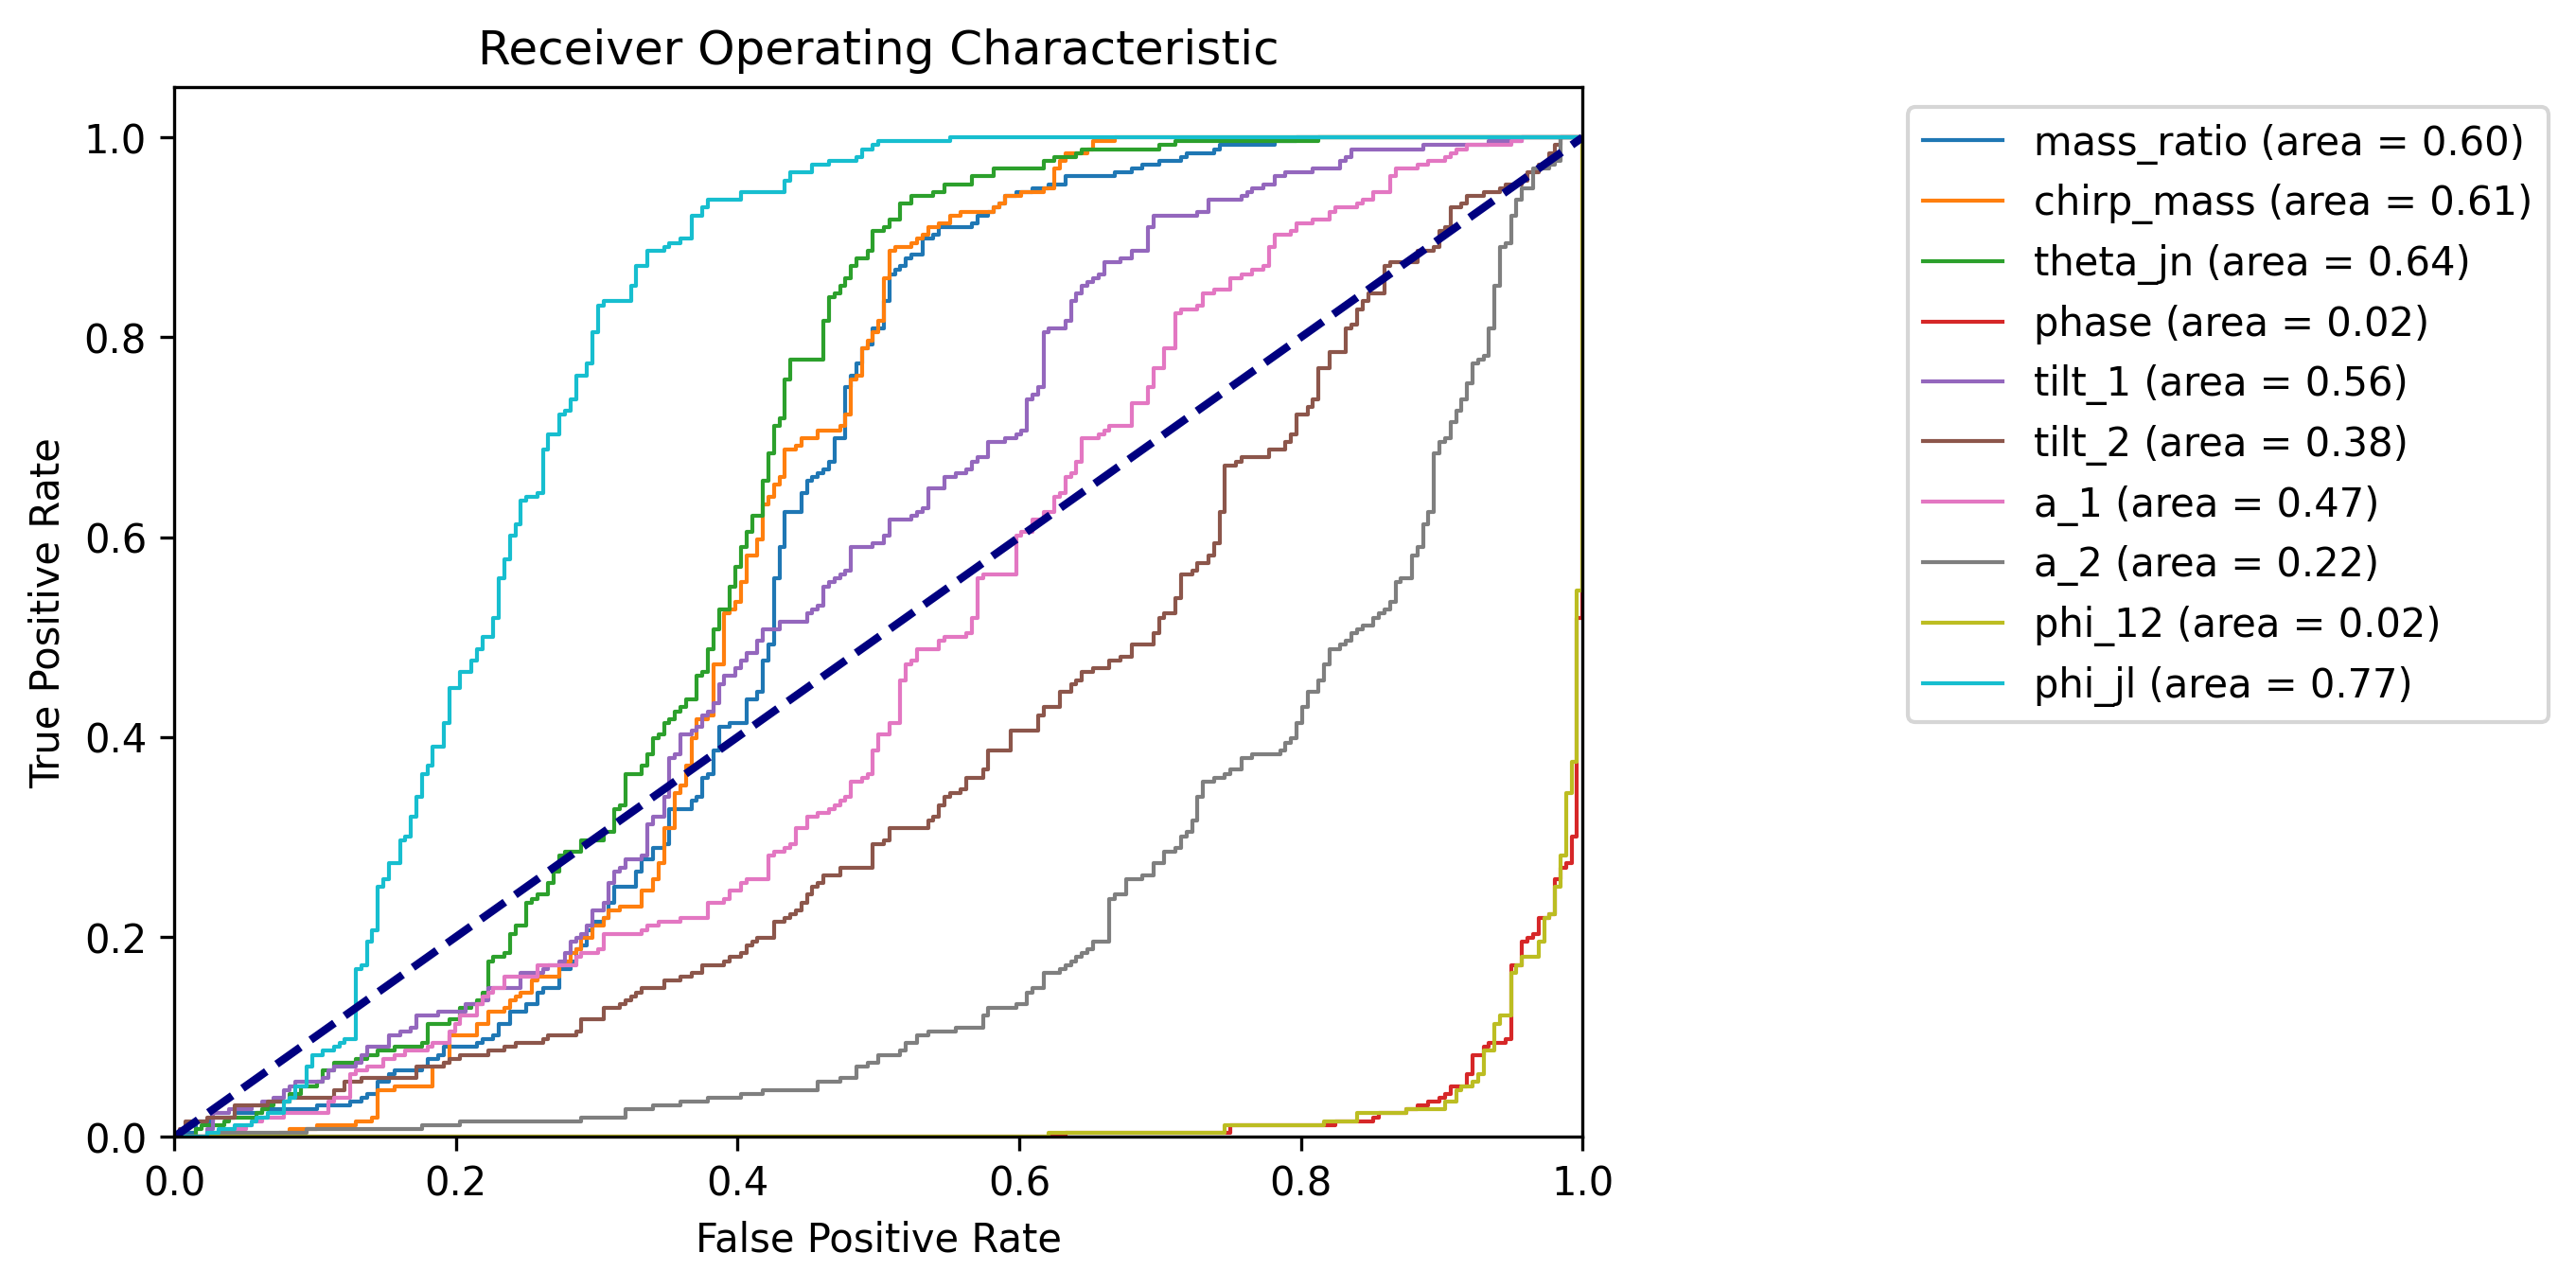 Receiver Operating Characteristic
True Positive Rate
1.0
0.8
0.6
0.4
0.2
0.0
0.0 0.2 0.4 0.6 0.8 1.0
False Positive Rate
mass_ratio (area = 0.60)
chirp_mass (area = 0.61)
theta_jn (area = 0.64)
phase (area = 0.02)
tilt_1 (area = 0.56)
tilt_2 (area = 0.38)
a_1 (area = 0.47)
a_2 (area = 0.22)
phi_12 (area = 0.02)
phi_jl (area = 0.77)